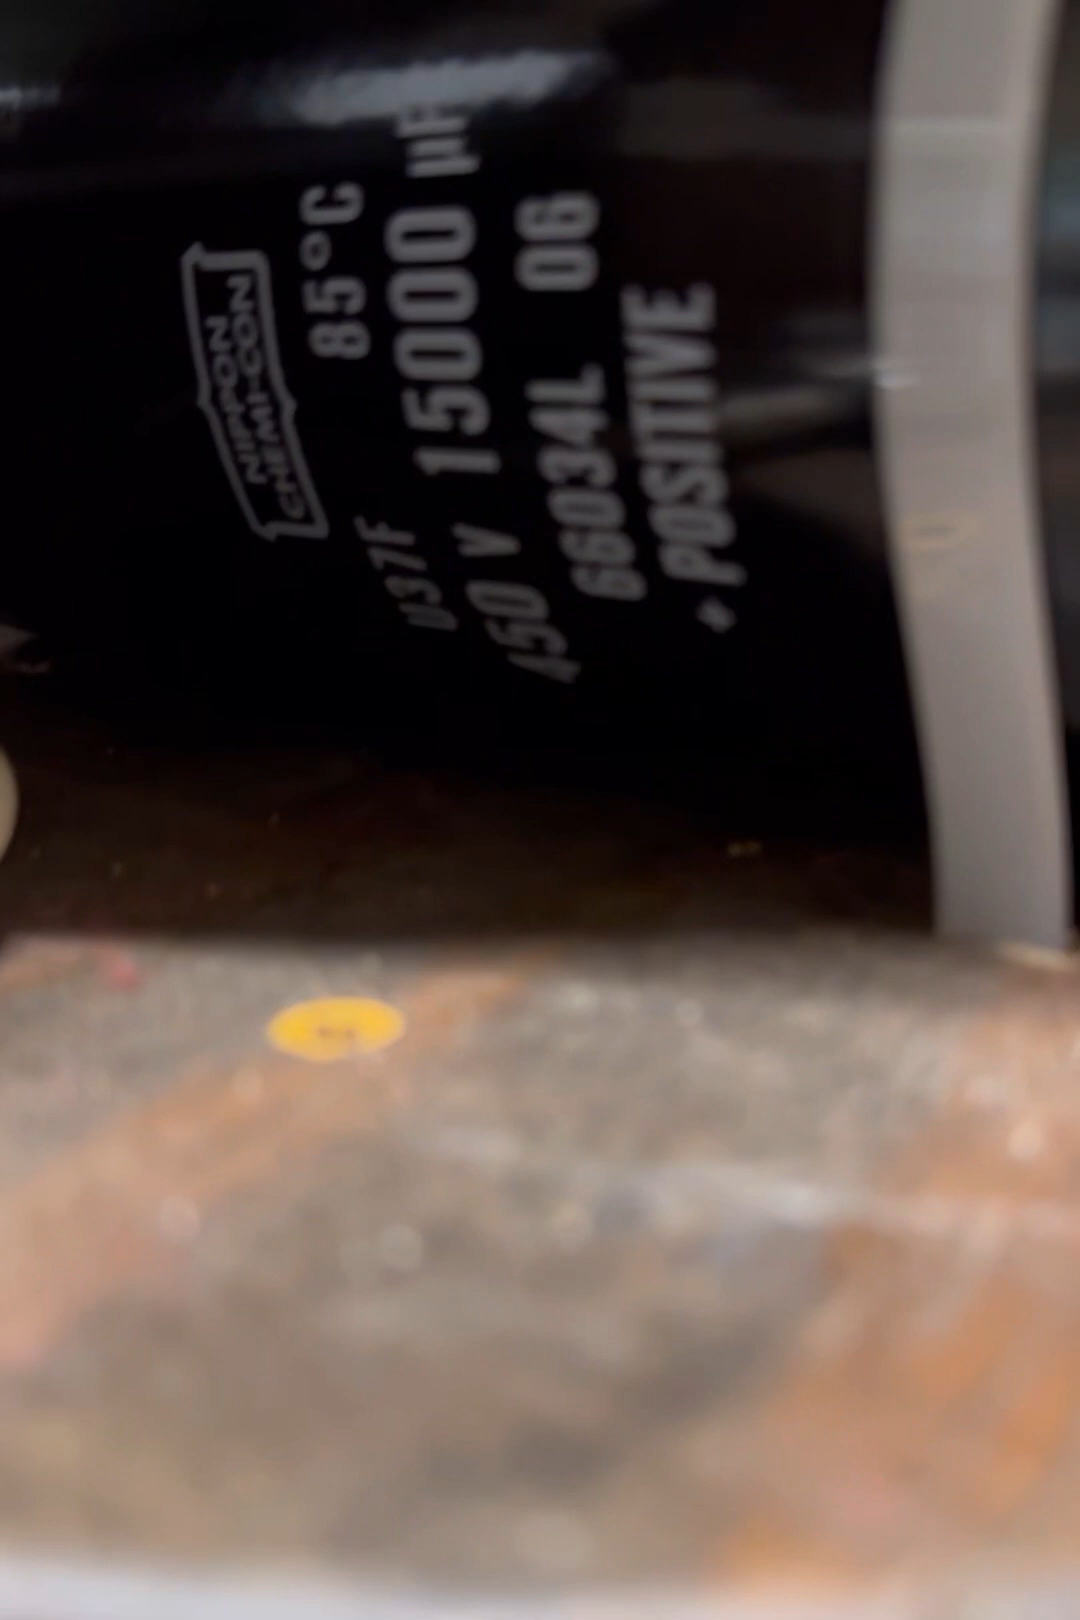 NIPPON
CHEMI-CON
U37F 85°C
450 V 15000 µF
66034L 06
+ POSITIVE